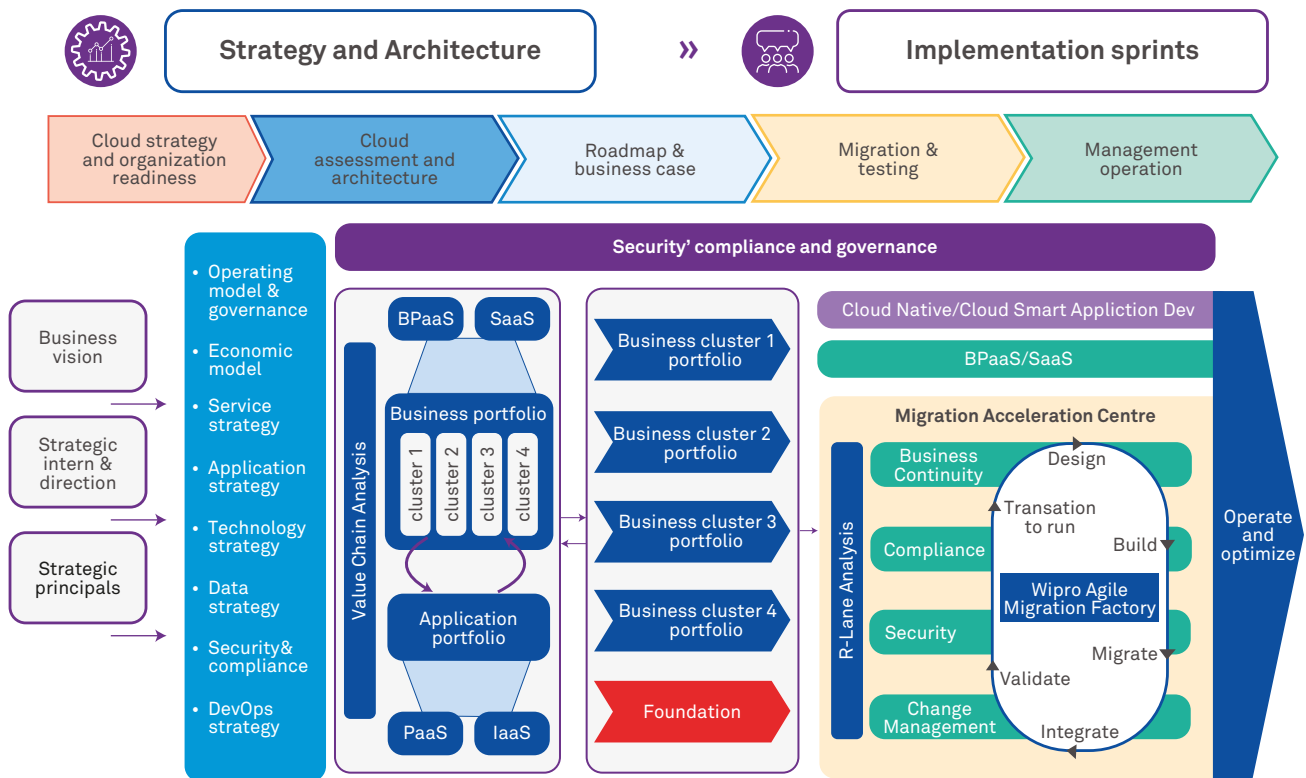 Strategy and Architecture
»
Implementation sprints
Cloud strategy
and organization
readiness
Cloud
assessment and
architecture
Roadmap &
business case
Migration &
testing
Management
operation
Business
vision
Strategic
intern &
direction
Strategic
principals
• Operating
model &
governance
• Economic
model
• Service
strategy
• Application
strategy
• Technology
strategy
• Data
strategy
• Security&
compliance
• DevOps
strategy
Security’ compliance and governance
Value Chain Analysis
BPaaS
SaaS
Business portfolio
cluster 1
cluster 2
cluster 3
cluster 4
Application
portfolio
PaaS
IaaS
Business cluster 1
portfolio
Business cluster 2
portfolio
Business cluster 3
portfolio
Business cluster 4
portfolio
Foundation
Cloud Native/Cloud Smart Appliction Dev
BPaaS/SaaS
Migration Acceleration Centre
R-Lane Analysis
Business
Continuity
Compliance
Security
Change
Management
Design
Transation
to run
Build
Wipro Agile
Migration Factory
Migrate
Validate
Integrate
Operate
and
optimize